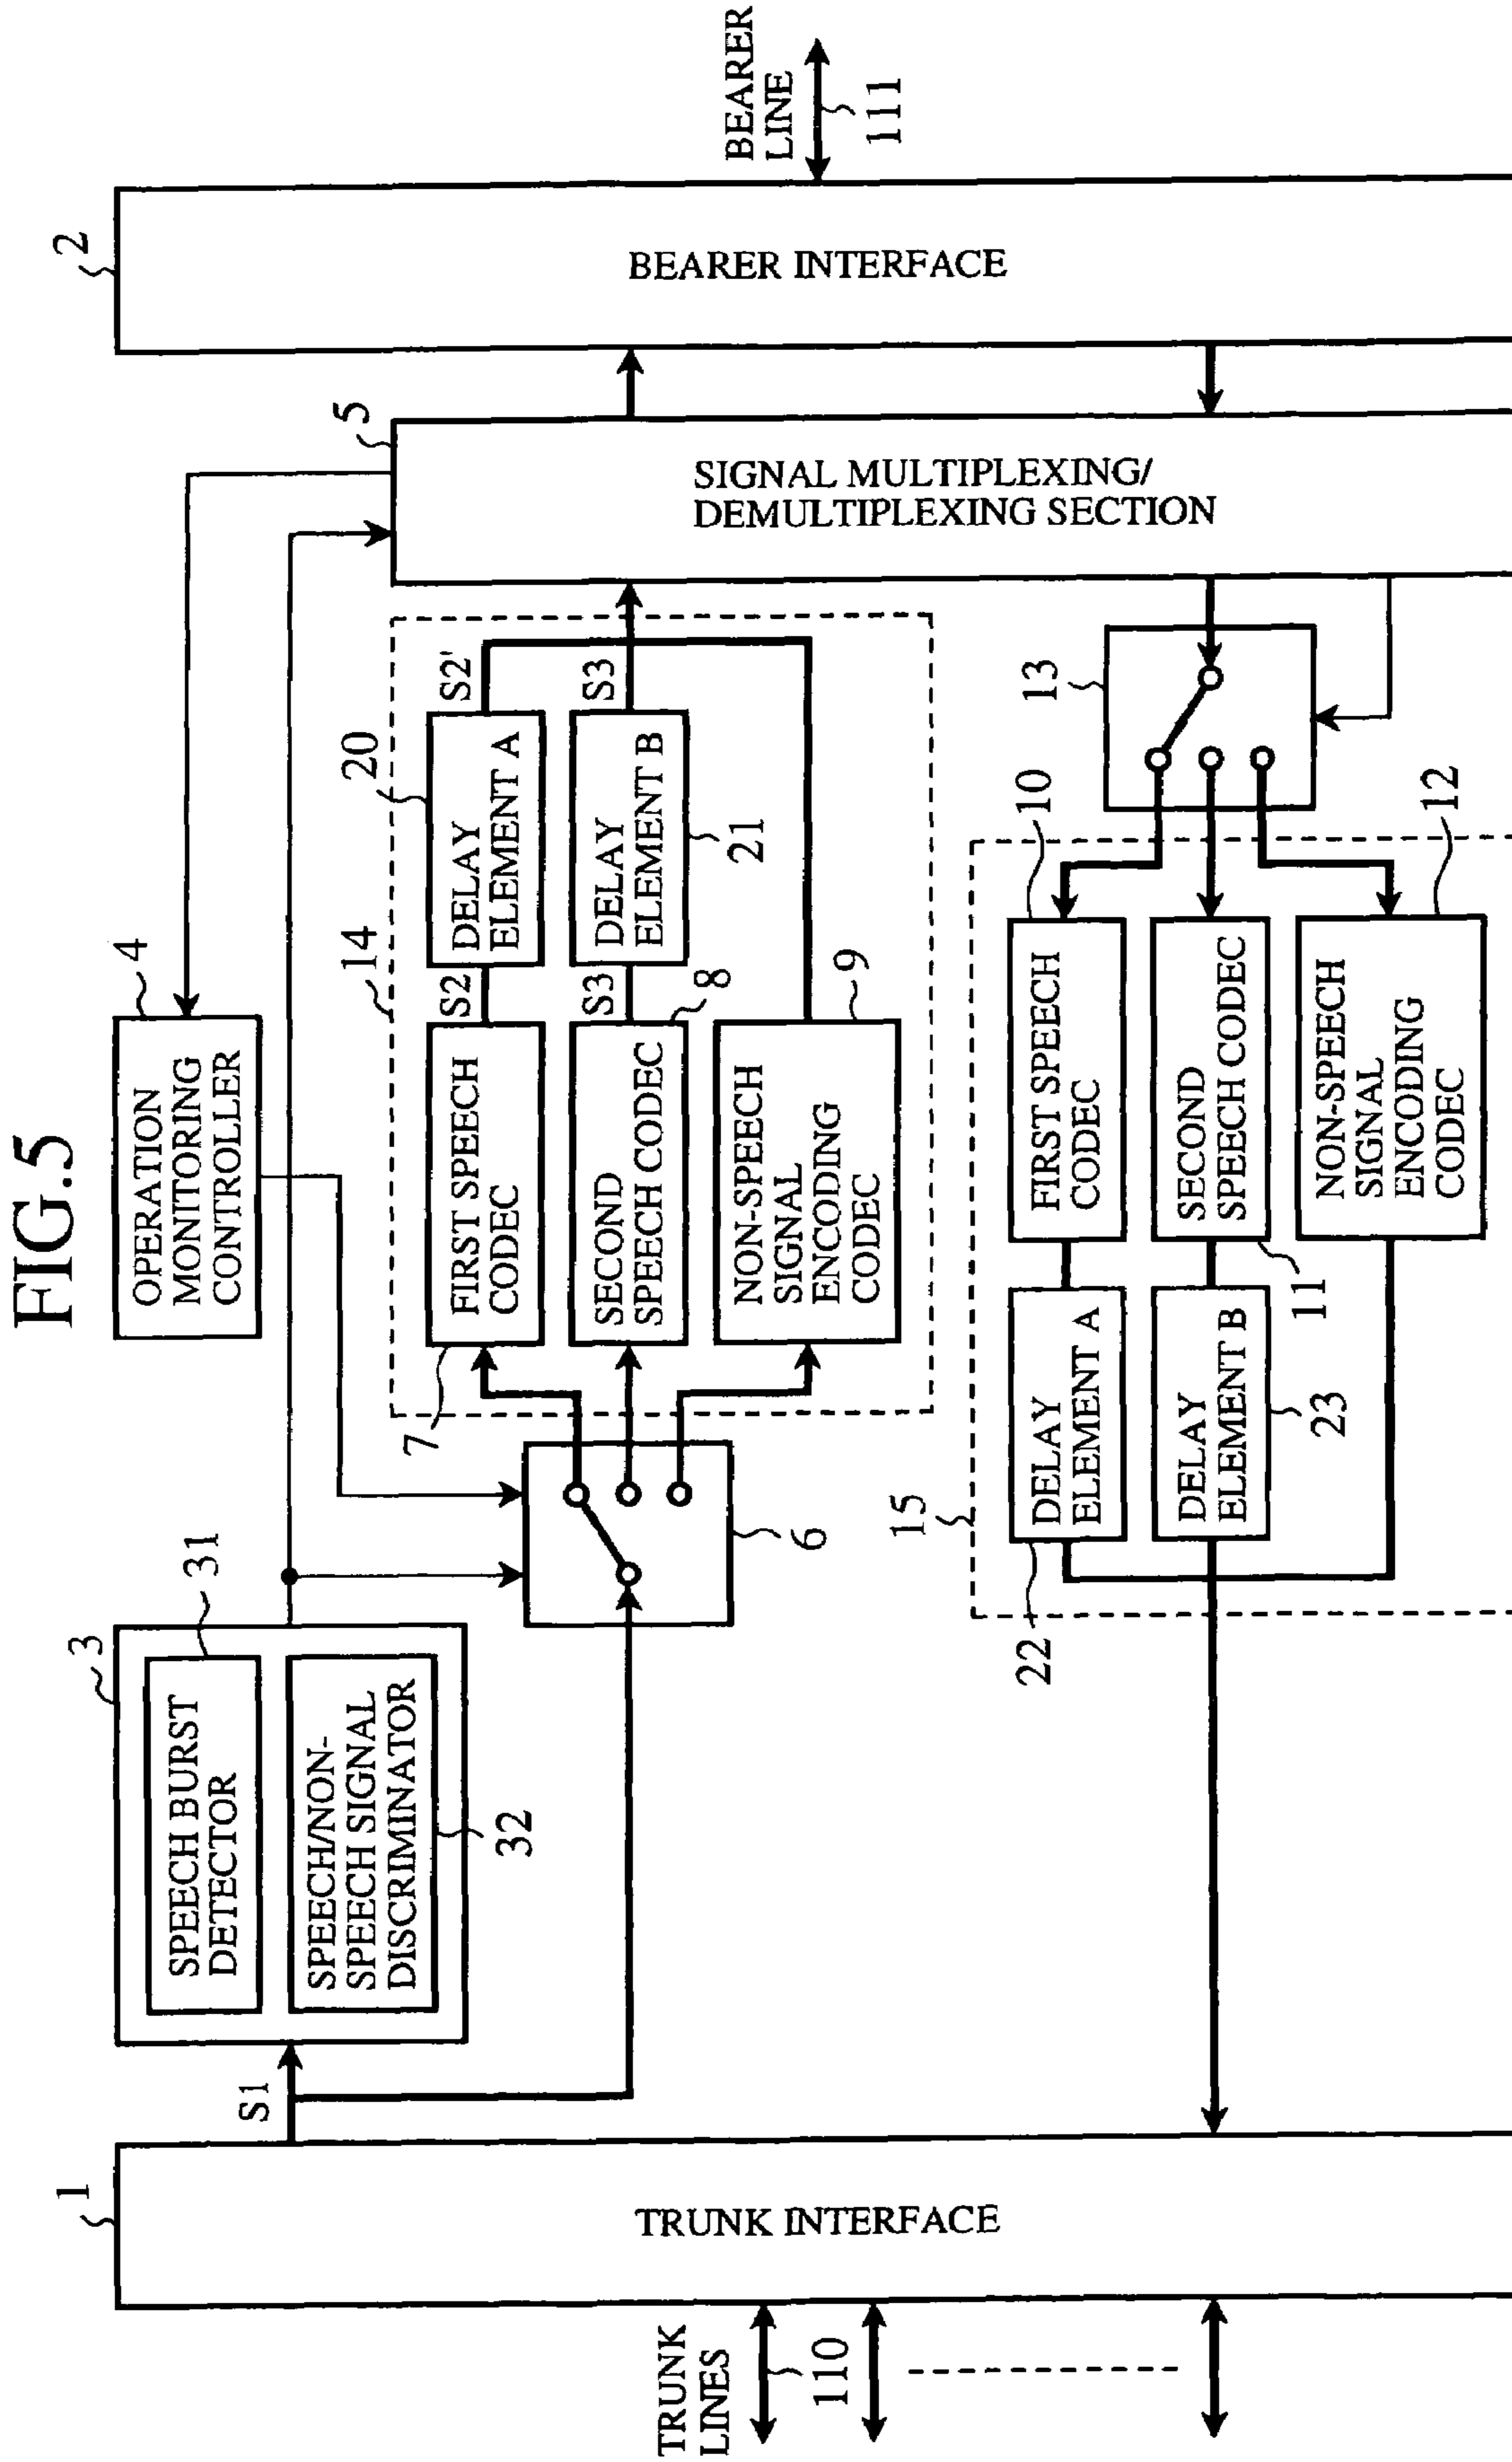 FIG.5
1
TRUNK INTERFACE
TRUNK
LINES
110
S1
3
SPEECH BURST
DETECTOR
31
SPEECH/NON-
SPEECH SIGNAL
DISCRIMINATOR
32
OPERATION
MONITORING
CONTROLLER
4
6
14
7
FIRST SPEECH
CODEC
S2
20
DELAY
ELEMENT A
S2'
SECOND
SPEECH CODEC
8
S3
DELAY
ELEMENT B
21
S3
NON-SPEECH
SIGNAL
ENCODING
CODEC
9
5
SIGNAL MULTIPLEXING/
DEMULTIPLEXING SECTION
2
BEARER INTERFACE
BEARER
LINE
111
15
22
DELAY
ELEMENT A
FIRST SPEECH
CODEC
10
DELAY
ELEMENT B
23
SECOND
SPEECH CODEC
11
NON-SPEECH
SIGNAL
ENCODING
CODEC
12
13